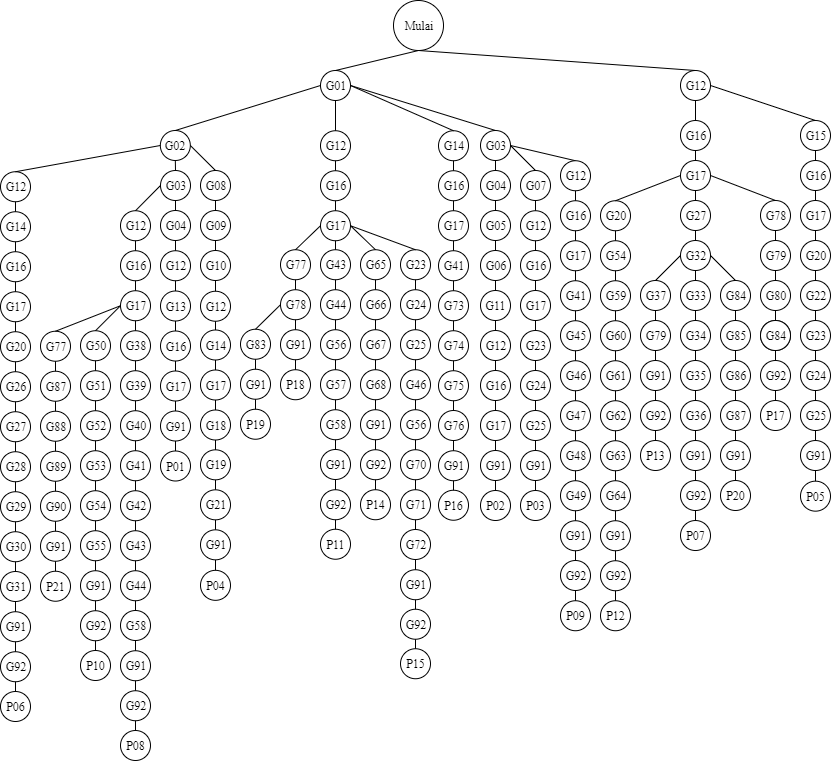 Mulai
G01 G12
G02 G12 G14 G03 G16 G15
G12 G03 G08 G16 G16 G04 G07 G12 G17 G16
G14 G12 G04 G09 G17 G17 G05 G12 G16 G20 G27 G78 G17
G16 G16 G12 G10 G77 G43 G65 G23 G41 G06 G16 G17 G54 G32 G79 G20
G17 G17 G13 G12 G78 G44 G66 G24 G73 G11 G17 G41 G59 G37 G33 G84 G80 G22
G20 G77 G50 G38 G16 G14 G83 G91 G56 G67 G25 G74 G12 G23 G45 G60 G79 G34 G85 G84 G23
G26 G87 G51 G39 G17 G17 G91 P18 G57 G68 G46 G75 G16 G24 G46 G61 G91 G35 G86 G92 G24
G27 G88 G52 G40 G91 G18 P19 G58 G91 G56 G76 G17 G25 G47 G62 G92 G36 G87 P17 G25
G28 G89 G53 G41 P01 G19 G91 G92 G70 G91 G91 G91 G48 G63 P13 G91 G91 G91
G29 G90 G54 G42 G21 G92 P14 G71 P16 P02 P03 G49 G64 G92 P20 P05
G30 G91 G55 G43 G91 P11 G72 G91 G91 P07
G31 P21 G91 G44 P04 G91 G92 G92
G91 G92 G58 G92 P09 P12
G92 P10 G91 P15
P06 G92
P08